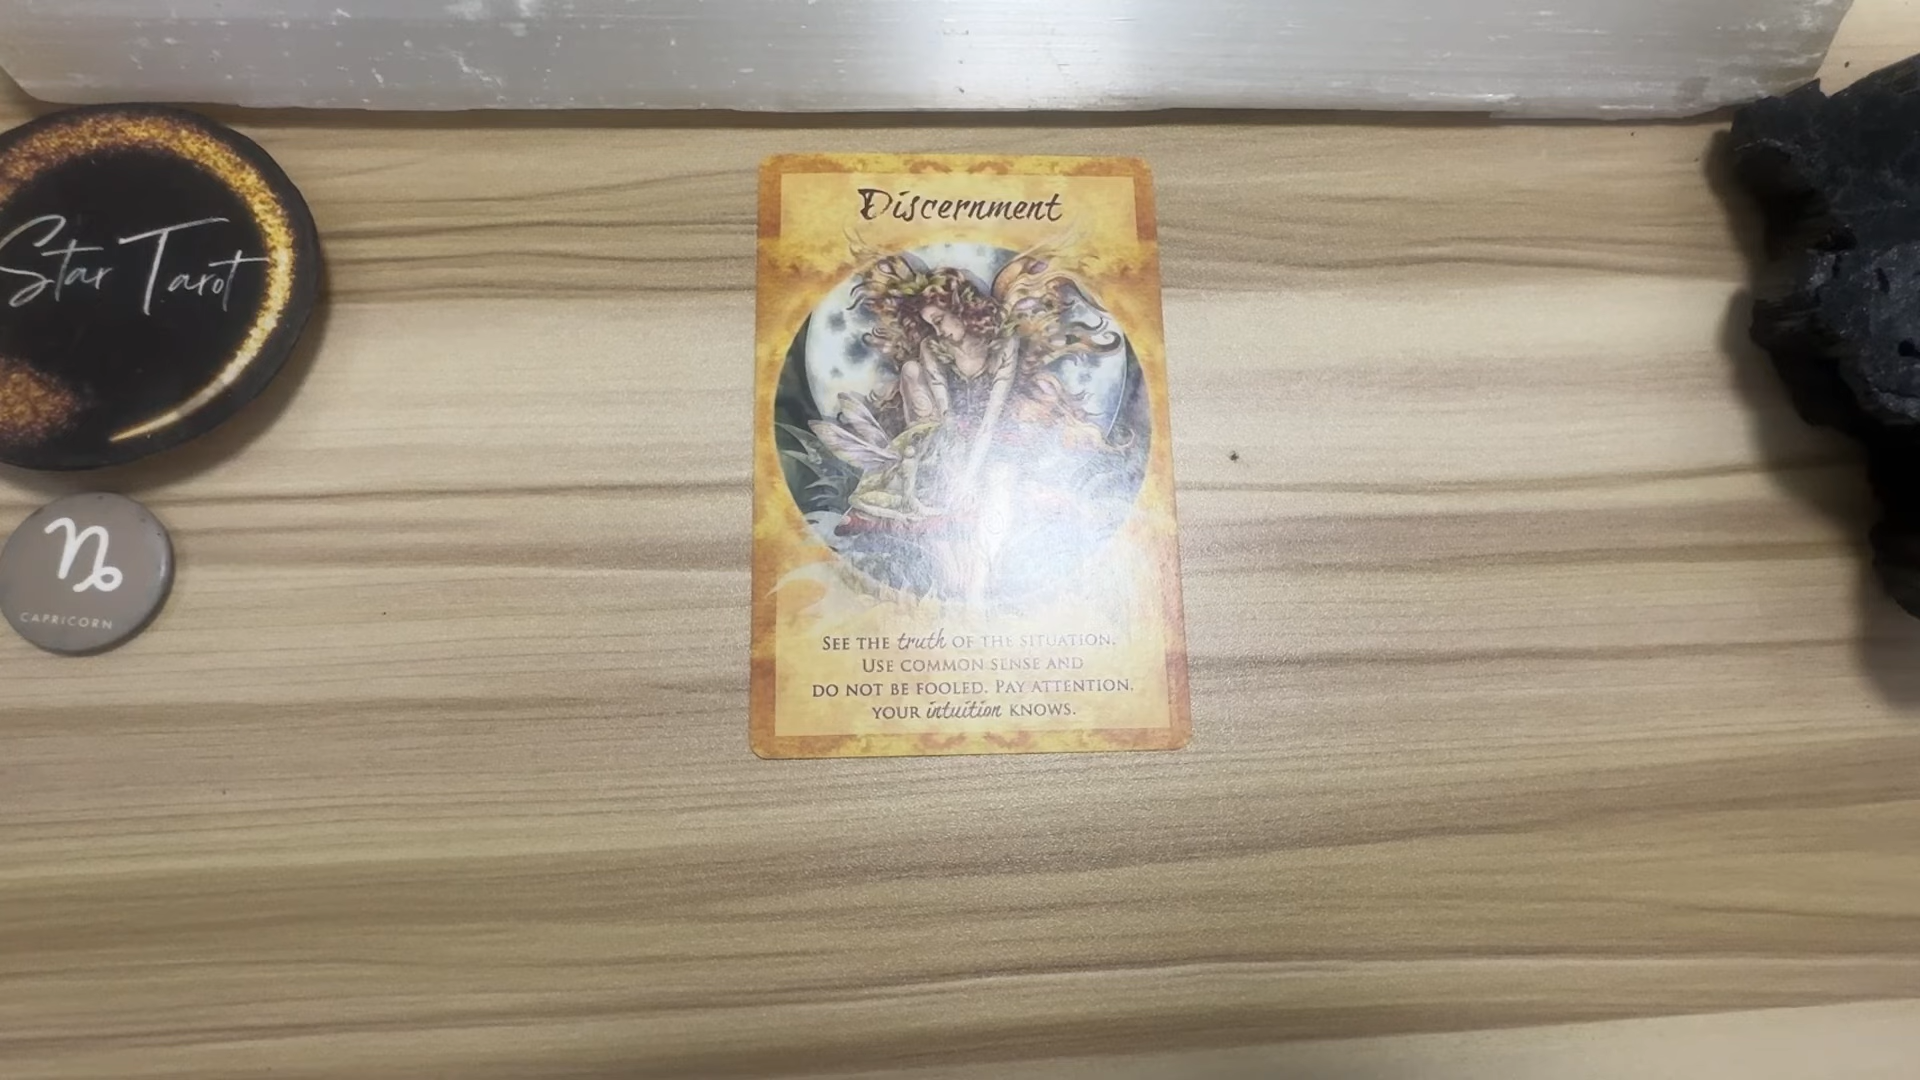 Discernment
Star Tarot
CAPRICORN
SEE THE truth OF THE SITUATION.
USE COMMON SENSE AND
DO NOT BE FOOLED. PAY ATTENTION,
YOUR intuition KNOWS.